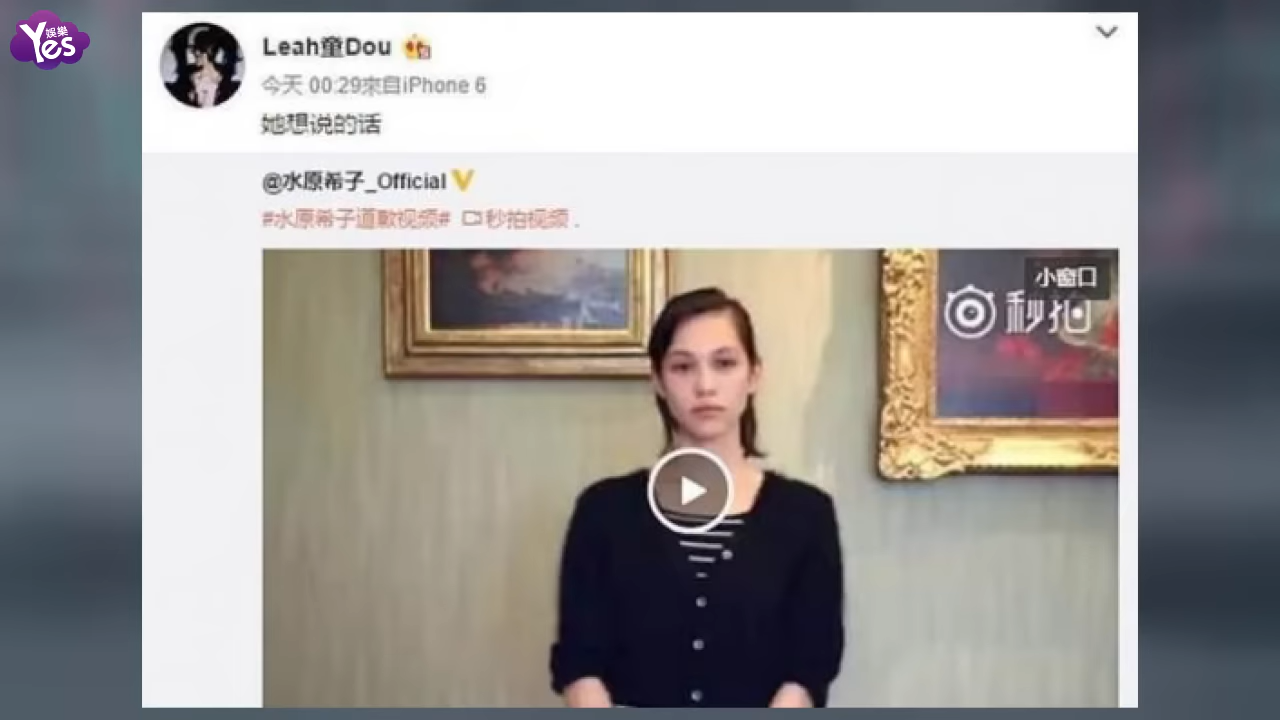 娛樂
Yes
Leah童Dou
今天 00:29來自iPhone 6
她想说的话
@水原希子_Official
#水原希子道歉视频# 秒拍视频 .
小窗口
秒拍